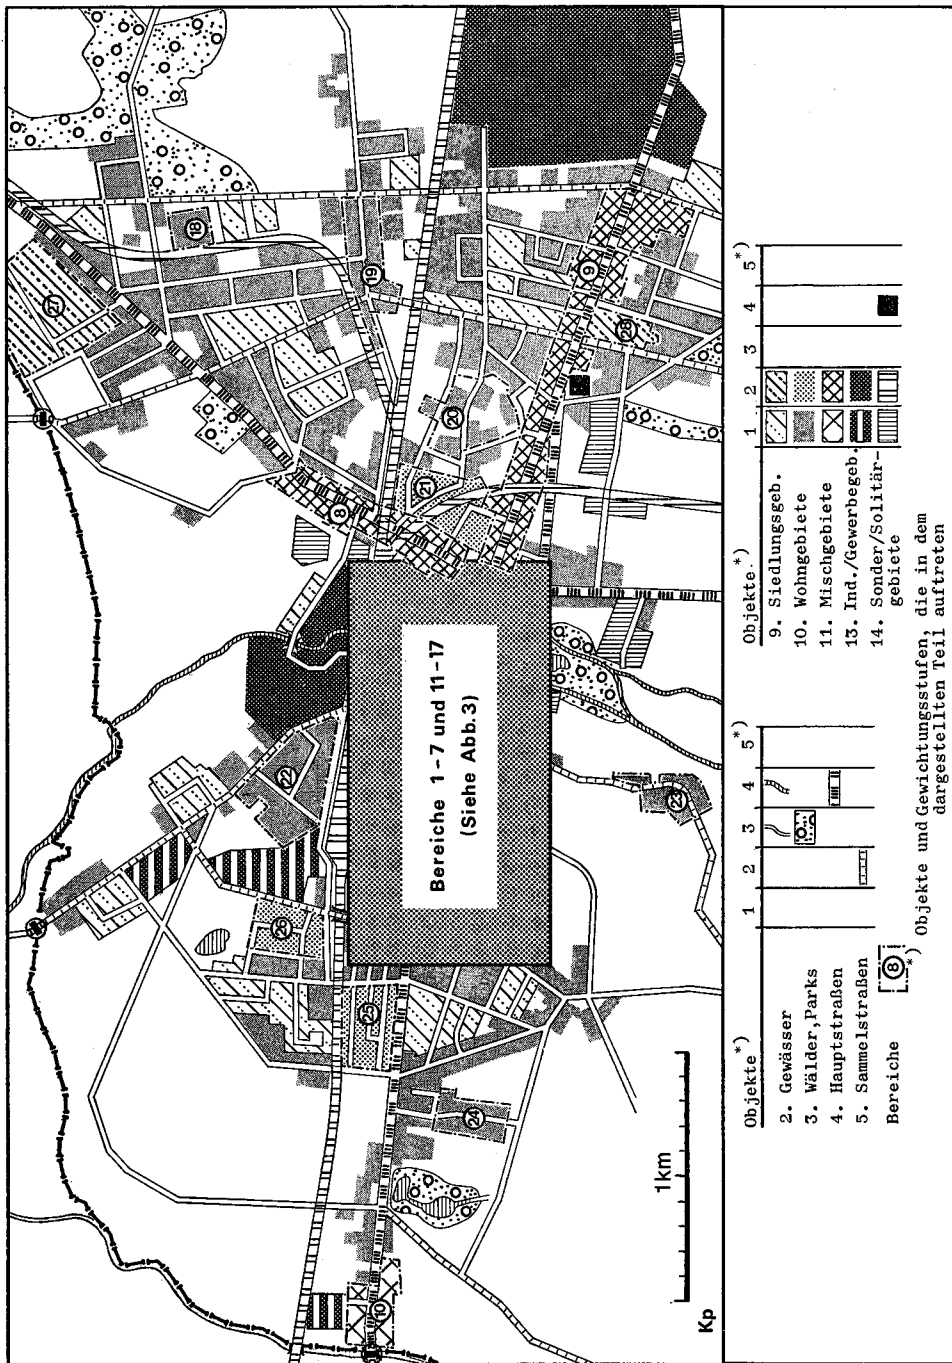 27
18
19
9
28
20
21
8
22
26
25
24
23
10
Bereiche 1-7 und 11-17
(Siehe Abb.3)
1km
Kp
Objekte*) 1 2 3 4 5*)
2. Gewässer
3. Wälder,Parks
4. Hauptstraßen
5. Sammelstraßen
Bereiche 8
Objekte*) 1 2 3 4 5*)
9. Siedlungsgeb.
10. Wohngebiete
11. Mischgebiete
13. Ind./Gewerbegeb.
14. Sonder/Solitär-
gebiete
*) Objekte und Gewichtungsstufen, die in dem
dargestellten Teil auftreten